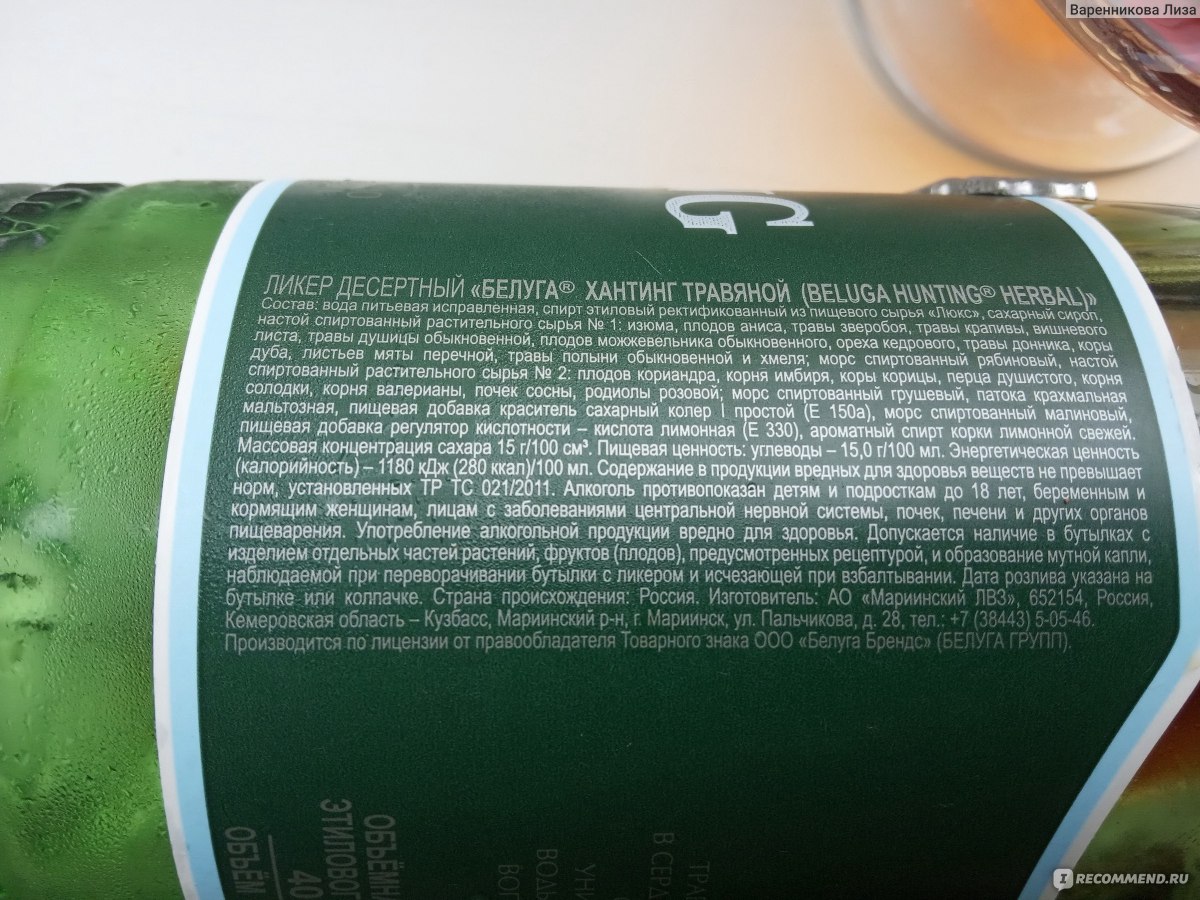 Варенникова Лиза
G
ЛИКЕР ДЕСЕРТНЫЙ «БЕЛУГА® ХАНТИНГ ТРАВЯНОЙ (BELUGA HUNTING® HERBAL)»
Состав: вода питьевая исправленная, спирт этиловый ректификованный из пищевого сырья «Люкс», сахарный сироп,
настой спиртованный растительного сырья № 1: изюма, плодов аниса, травы зверобоя, травы крапивы, вишневого
листа, травы душицы обыкновенной, плодов можжевельника обыкновенного, ореха кедрового, травы донника, коры
дуба, листьев мяты перечной, травы полыни обыкновенной и хмеля; морс спиртованный рябиновый, настой
спиртованный растительного сырья № 2: плодов кориандра, корня имбиря, коры корицы, перца душистого, корня
солодки, корня валерианы, почек сосны, родиолы розовой; морс спиртованный грушевый, патока крахмальная
мальтозная, пищевая добавка краситель сахарный колер I простой (Е 150а), морс спиртованный малиновый,
пищевая добавка регулятор кислотности – кислота лимонная (Е 330), ароматный спирт корки лимонной свежей.
Массовая концентрация сахара 15 г/100 см³. Пищевая ценность: углеводы – 15,0 г/100 мл. Энергетическая ценность
(калорийность) – 1180 кДж (280 ккал)/100 мл. Содержание в продукции вредных для здоровья веществ не превышает
норм, установленных ТР ТС 021/2011. Алкоголь противопоказан детям и подросткам до 18 лет, беременным и
кормящим женщинам, лицам с заболеваниями центральной нервной системы, почек, печени и других органов
пищеварения. Употребление алкогольной продукции вредно для здоровья. Допускается наличие в бутылках с
изделием отдельных частей растений, фруктов (плодов), предусмотренных рецептурой, и образование мутной капли,
наблюдаемой при переворачивании бутылки с ликером и исчезающей при взбалтывании. Дата розлива указана на
бутылке или колпачке. Страна происхождения: Россия. Изготовитель: АО «Мариинский ЛВЗ», 652154, Россия,
Кемеровская область – Кузбасс, Мариинский р-н, г. Мариинск, ул. Пальчикова, д. 28, тел.: +7 (38443) 5-05-46.
Производится по лицензии от правообладателя Товарного знака ООО «Белуга Брендс» (БЕЛУГА ГРУПП).
ОБЪЁМН
ЭТИЛОВОГ
40
ОБЪЁМ
ТРА
В СЕРД
УНИ
ВОДЬ
ВОТ
IRECOMMEND.RU